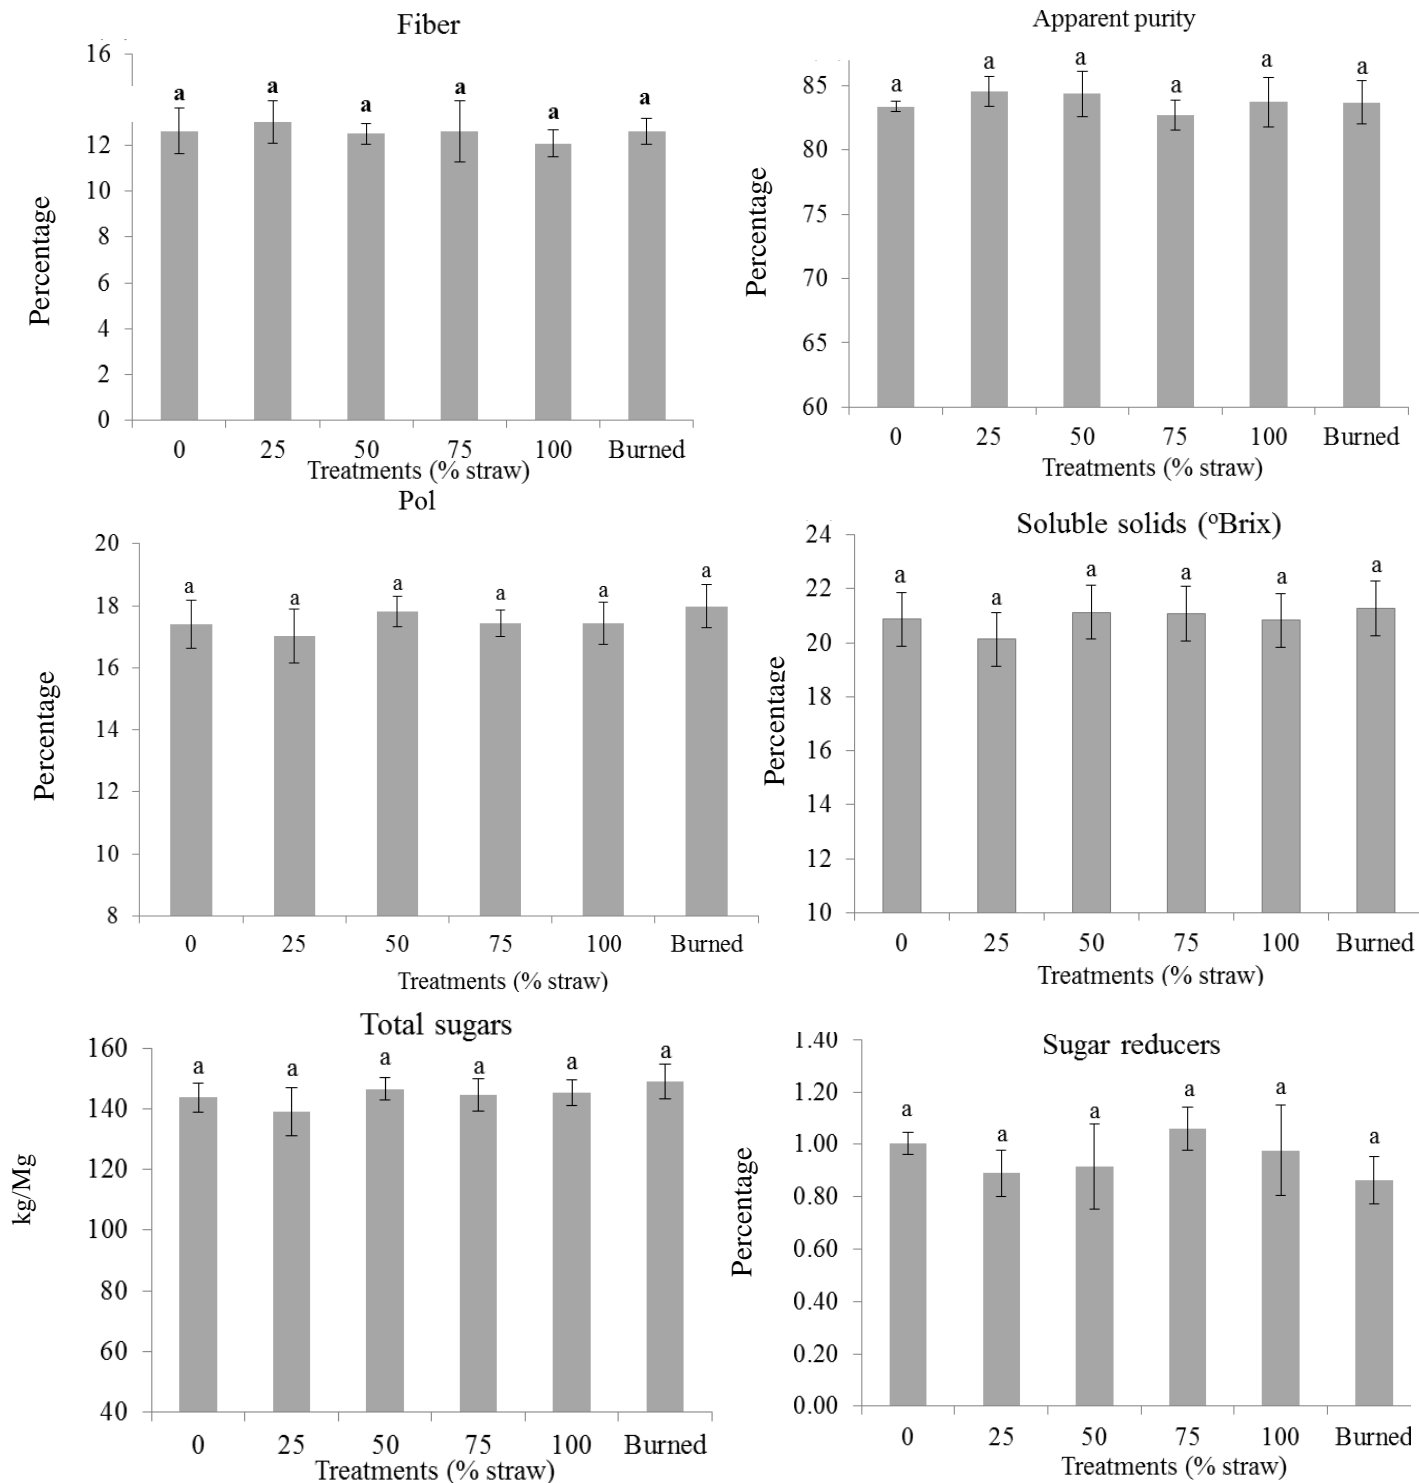 Fiber
16
12
10
8
6
4
2
0
Percentage
a a a a a a
0 25 50 75 100 Burned
Treatments (% straw)
Apparent purity
85
80
75
70
65
60
Percentage
a a a a a a
0 25 50 75 100 Burned
Treatments (% straw)
Pol
20
18
16
14
12
10
8
Percentage
a a a a a a
0 25 50 75 100 Burned
Treatments (% straw)
Soluble solids (ºBrix)
24
22
20
18
16
14
12
10
Percentage
a a a a a a
0 25 50 75 100 Burned
Treatments (% straw)
Total sugars
160
140
120
100
80
60
40
kg/Mg
a a a a a a
0 25 50 75 100 Burned
Treatments (% straw)
Sugar reducers
1.40
1.20
1.00
0.80
0.60
0.40
0.20
0.00
Percentage
a a a a a a
0 25 50 75 100 Burned
Treatments (% straw)